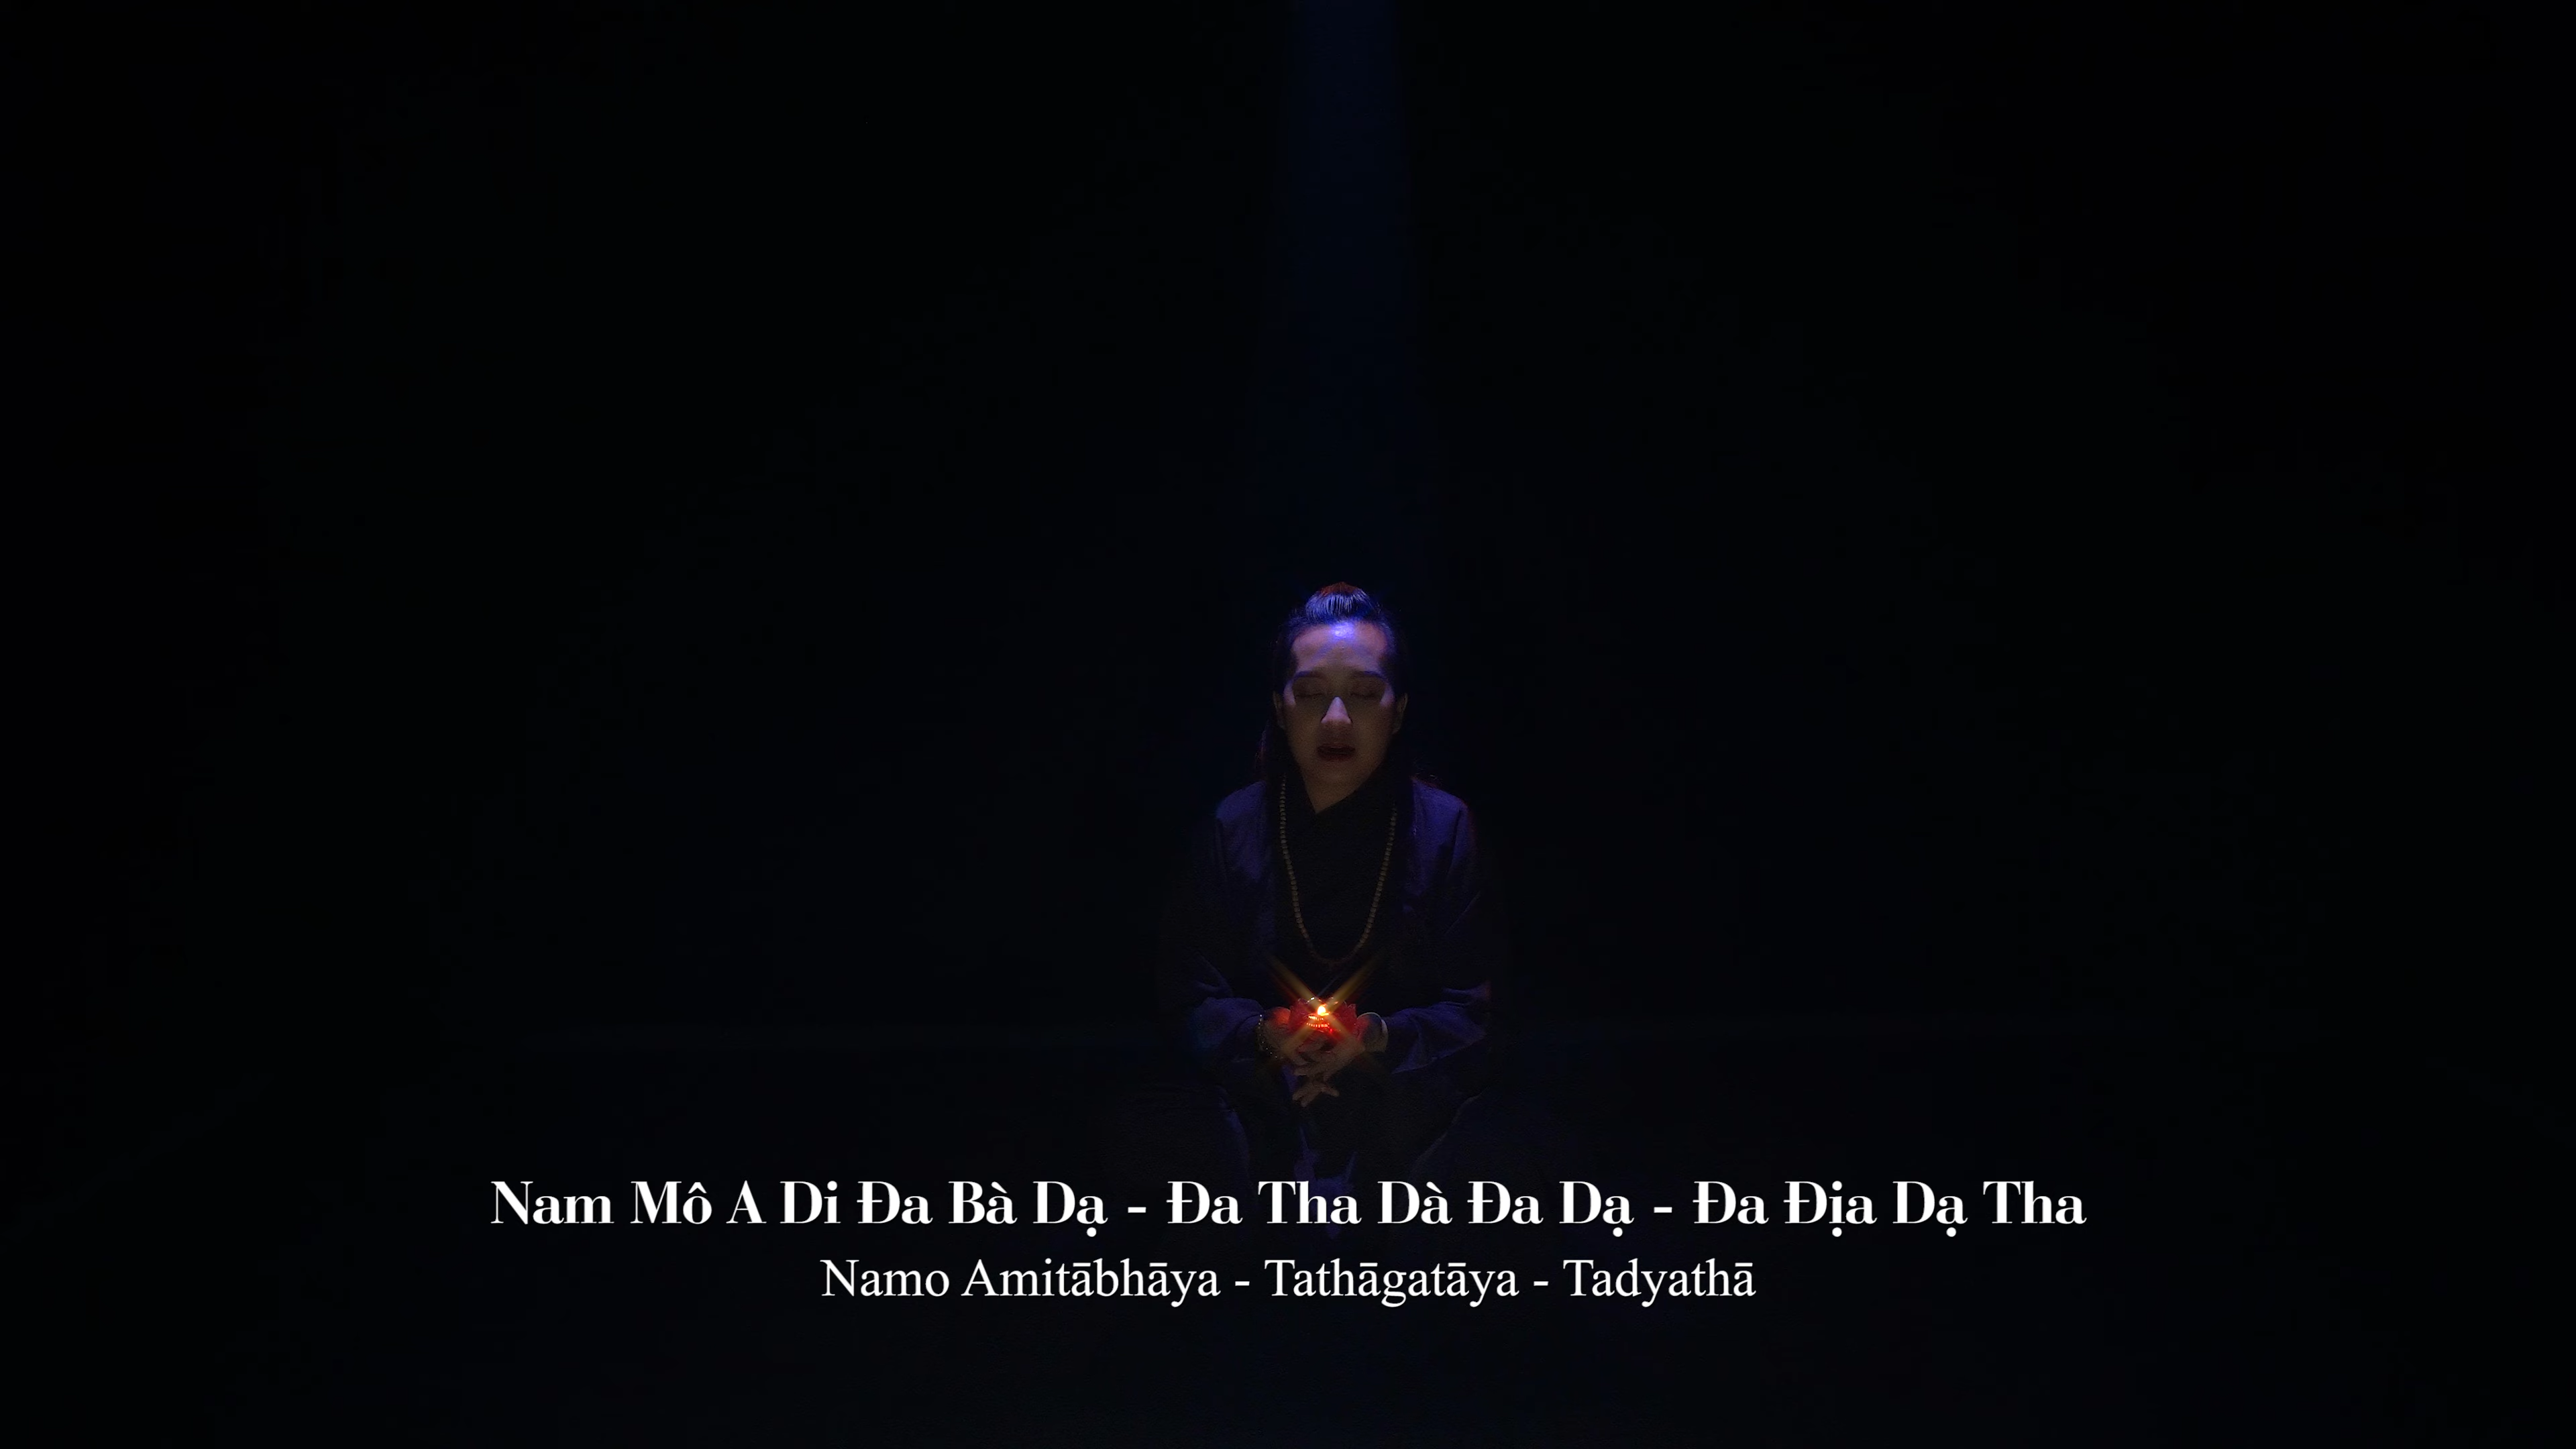 Nam Mô A Di Đa Bà Dạ - Đa Tha Dà Đa Dạ - Đa Địa Dạ Tha
Namo Amitābhāya - Tathāgatāya - Tadyathā